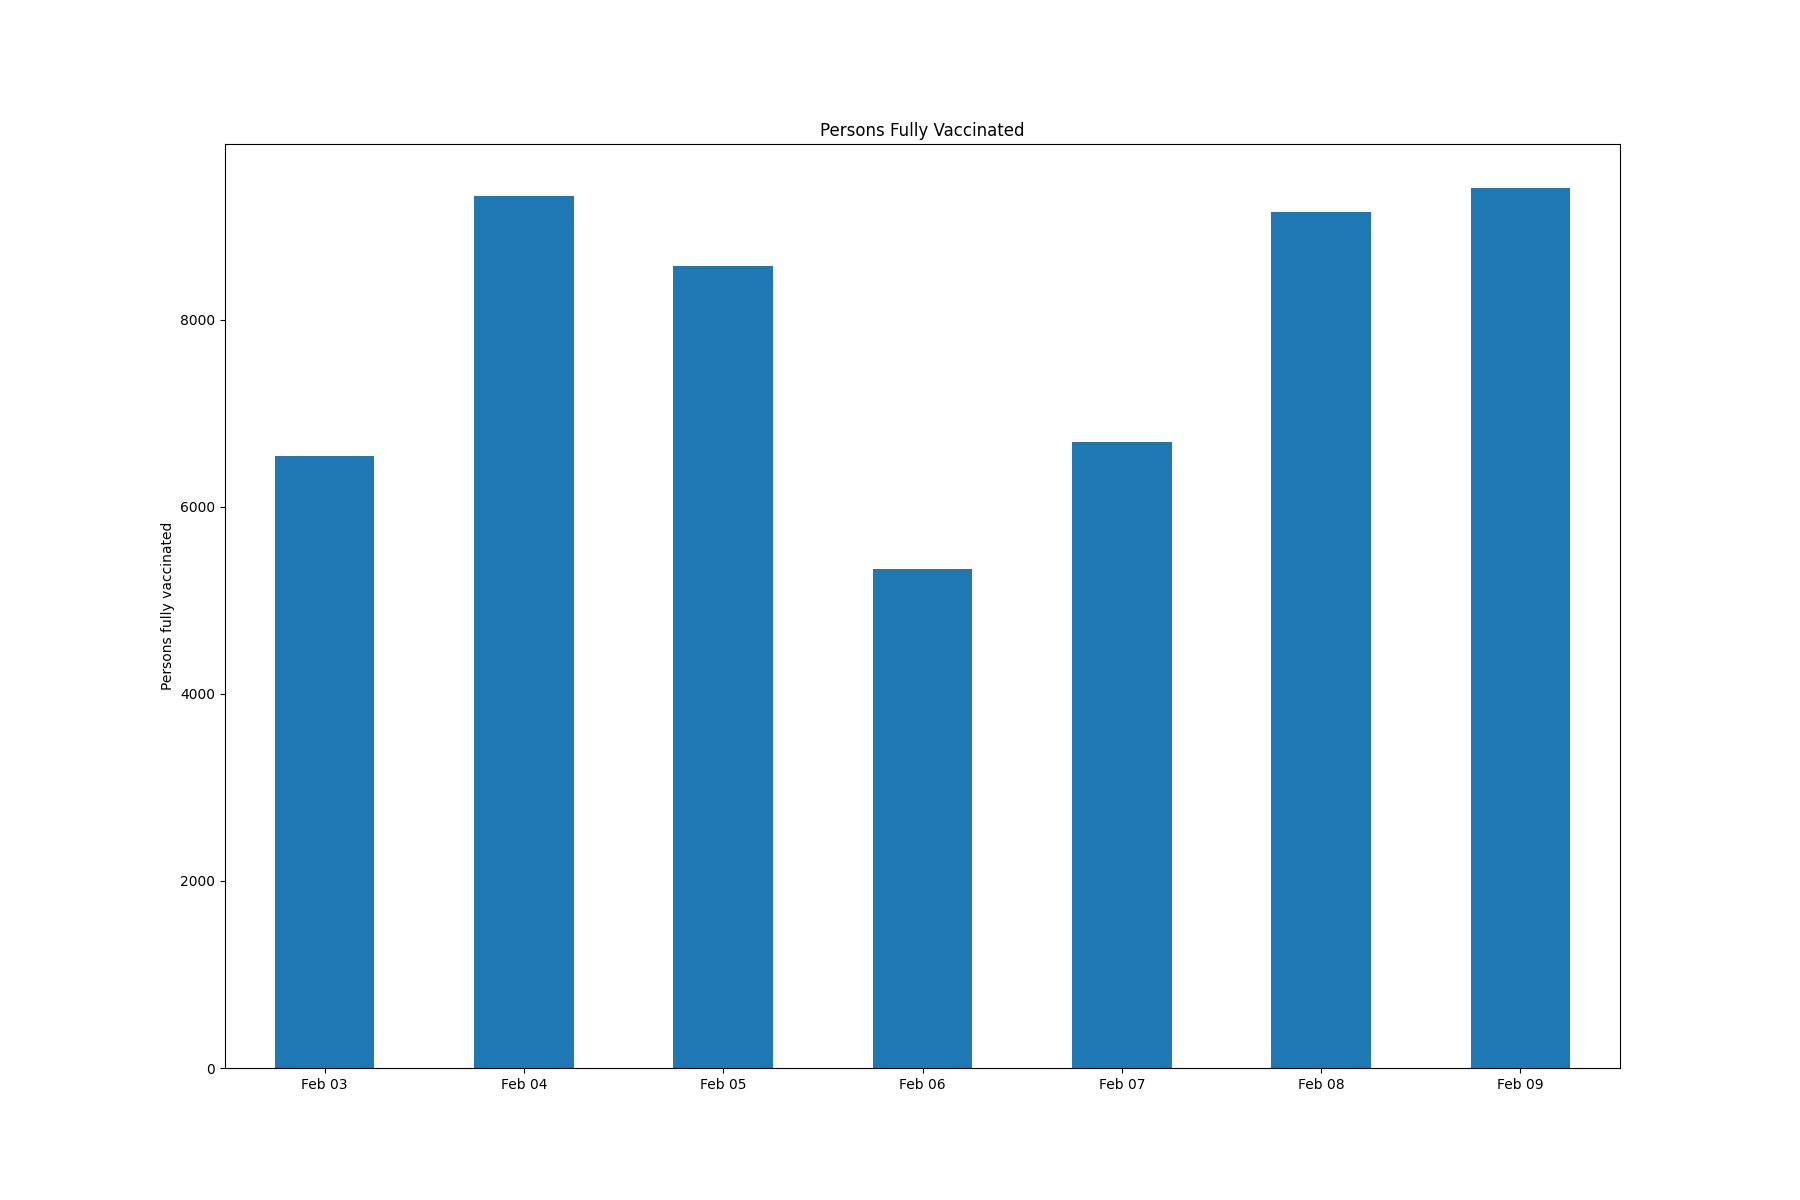 Persons Fully Vaccinated
Persons fully vaccinated
8000
6000
4000
2000
0
Feb 03
Feb 04
Feb 05
Feb 06
Feb 07
Feb 08
Feb 09